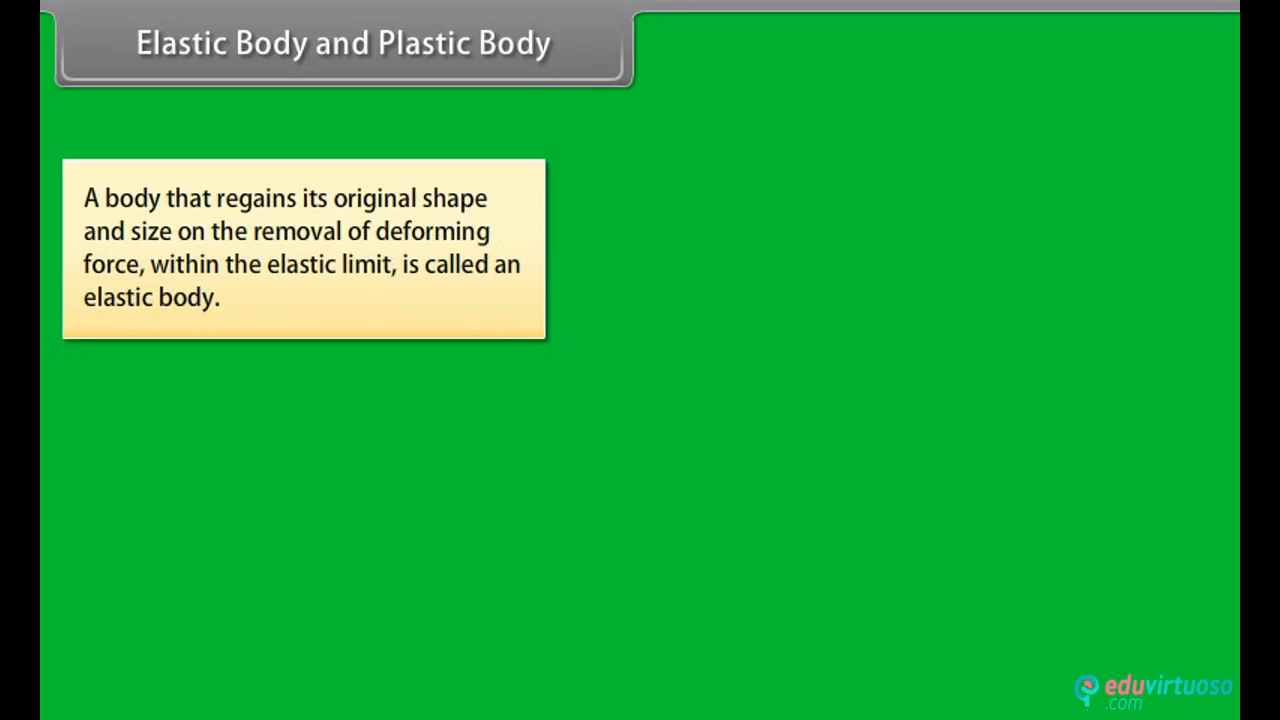 Elastic Body and Plastic Body
A body that regains its original shape
and size on the removal of deforming
force, within the elastic limit, is called an
elastic body.
eduvirtuoso
.com